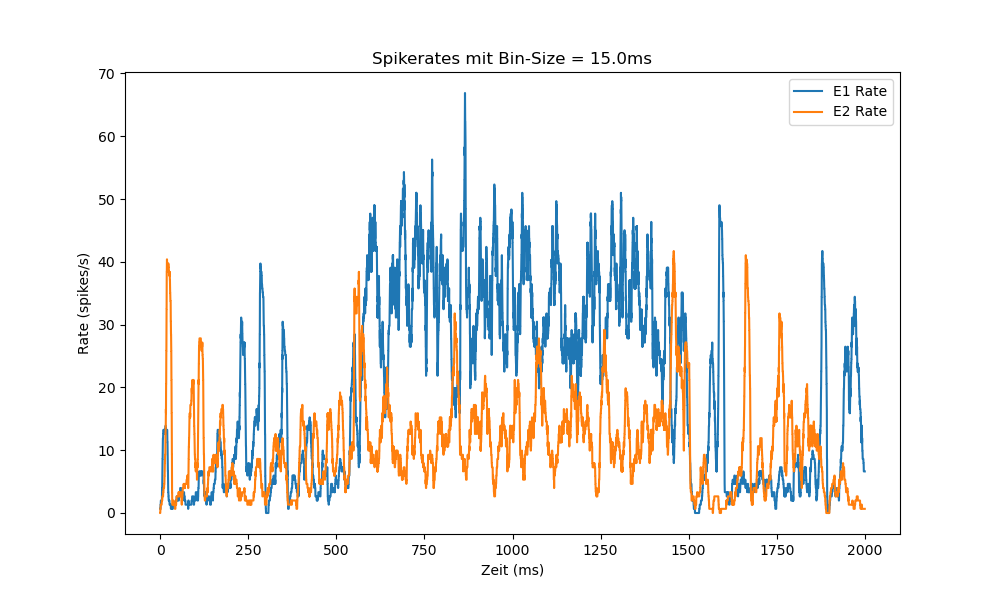 Spikerates mit Bin-Size = 15.0ms
E1 Rate
E2 Rate
Rate (spikes/s)
70
60
50
40
30
20
10
0
0 250 500 750 1000 1250 1500 1750 2000
Zeit (ms)